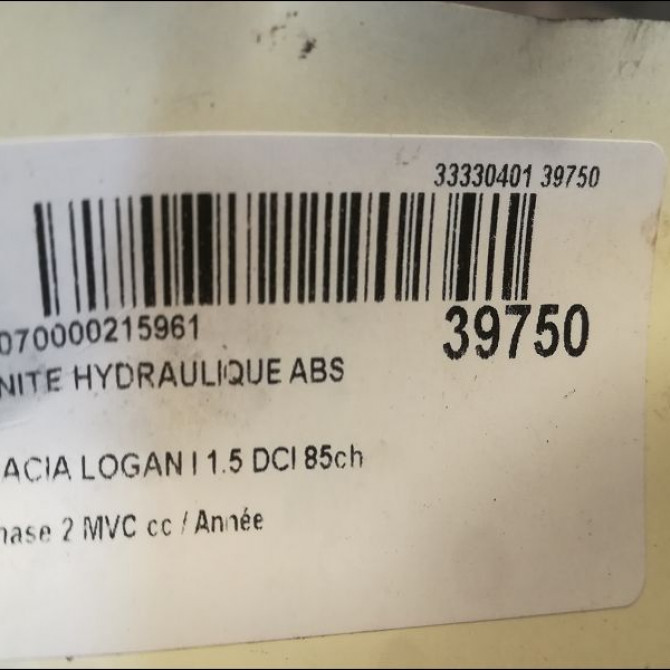 33330401 39750
070000215961
39750
NITE HYDRAULIQUE ABS
ACIA LOGAN I 1.5 DCI 85ch
hase 2 MVC cc / Année